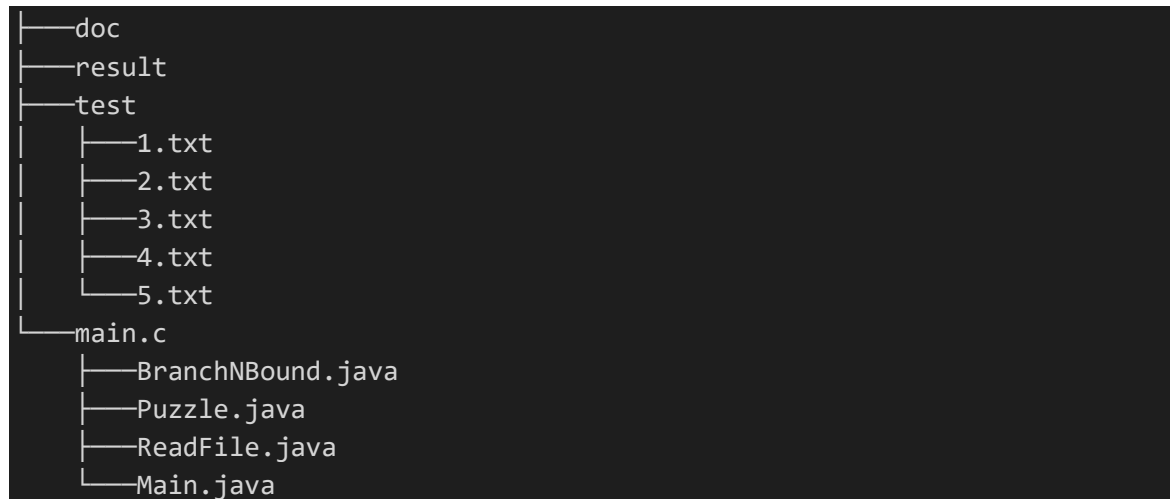 ├───doc
├───result
├───test
│   ├───1.txt
│   ├───2.txt
│   ├───3.txt
│   ├───4.txt
│   └───5.txt
└───main.c
    ├───BranchNBound.java
    ├───Puzzle.java
    ├───ReadFile.java
    └───Main.java